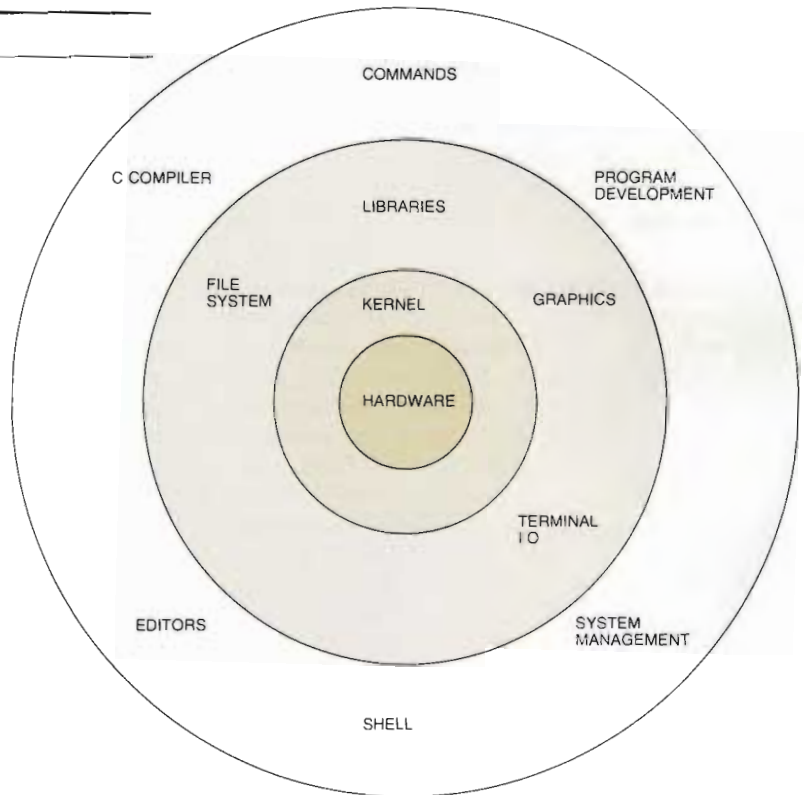 COMMANDS
C COMPILER
PROGRAM
DEVELOPMENT
LIBRARIES
FILE
SYSTEM
KERNEL
GRAPHICS
HARDWARE
TERMINAL
I O
EDITORS
SYSTEM
MANAGEMENT
SHELL